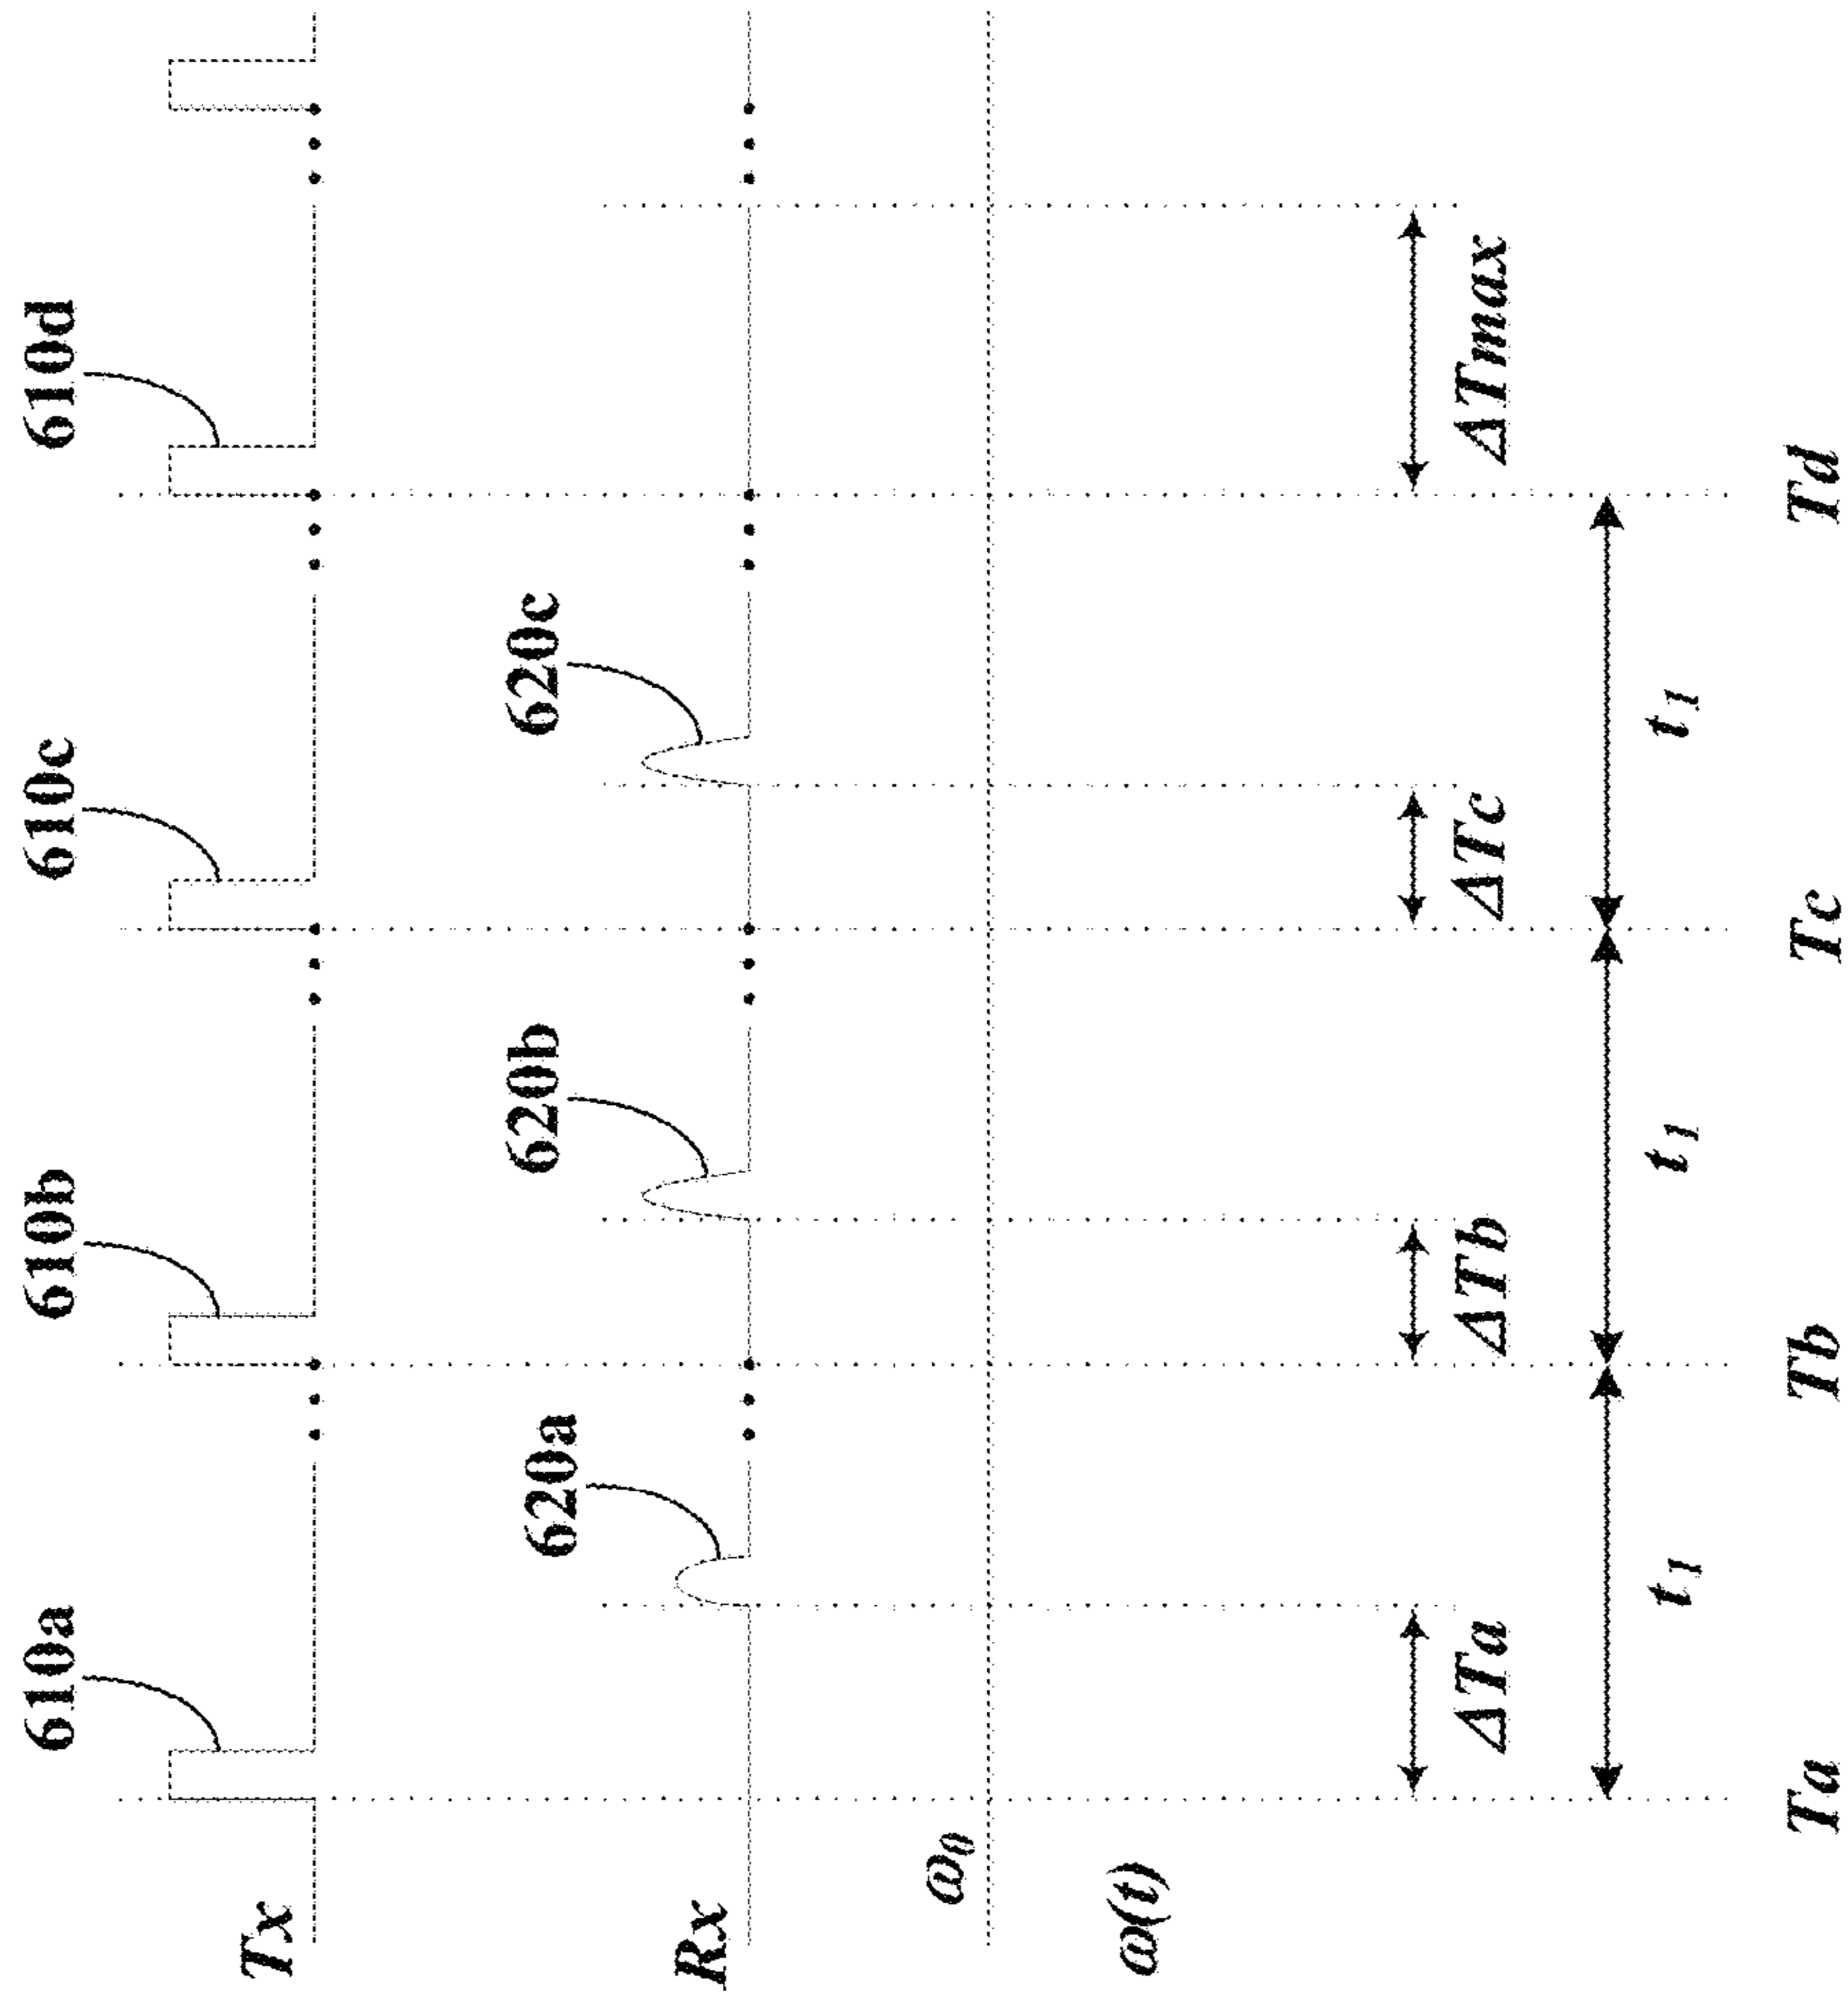 610a
610b
610c
610d
Tx
620a
620b
620c
Rx
ω0
ω(t)
ΔTa
ΔTb
ΔTc
ΔTmax
t1
t1
t1
Ta
Tb
Tc
Td